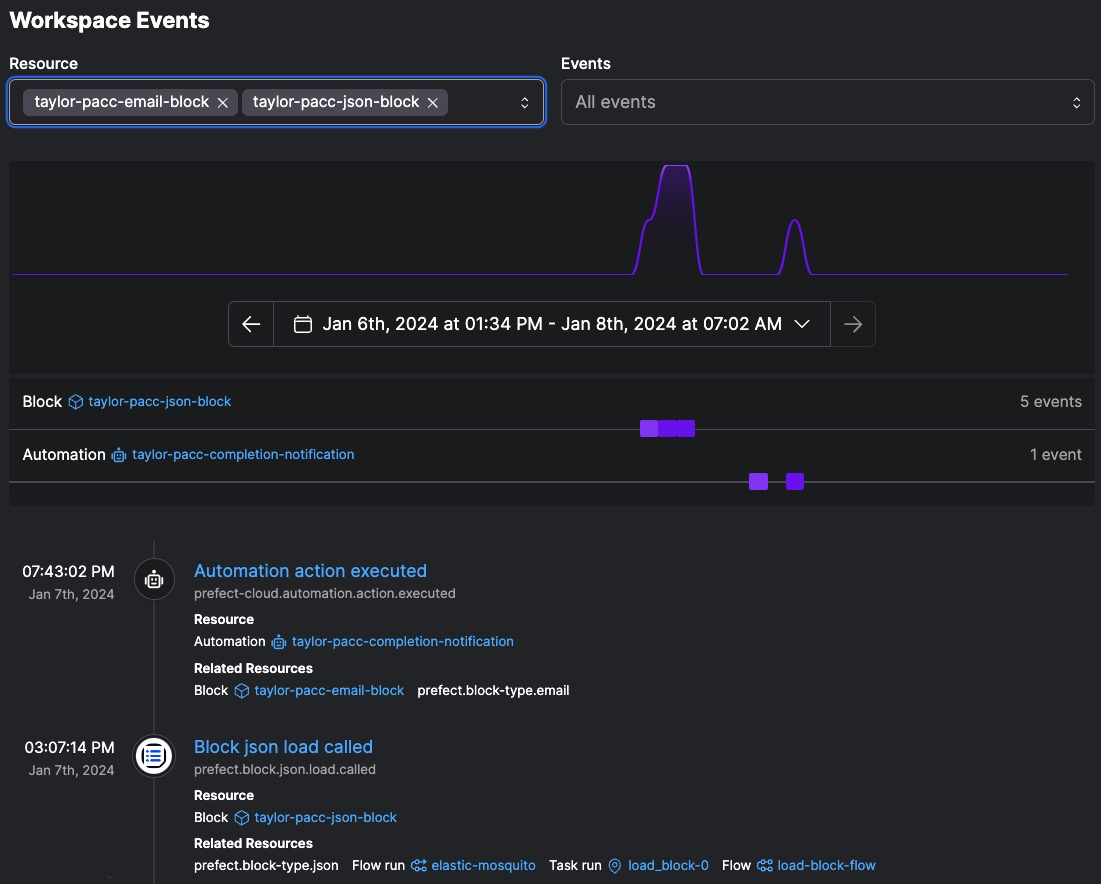 Workspace Events
Resource
Events
taylor-pacc-email-block
taylor-pacc-json-block
All events
Jan 6th, 2024 at 01:34 PM - Jan 8th, 2024 at 07:02 AM
Block taylor-pacc-json-block 5 events
Automation taylor-pacc-completion-notification 1 event
07:43:02 PM
Jan 7th, 2024
Automation action executed
prefect-cloud.automation.action.executed
Resource
Automation taylor-pacc-completion-notification
Related Resources
Block taylor-pacc-email-block prefect.block-type.email
03:07:14 PM
Jan 7th, 2024
Block json load called
prefect.block.json.load.called
Resource
Block taylor-pacc-json-block
Related Resources
prefect.block-type.json Flow run elastic-mosquito Task run load_block-0 Flow load-block-flow